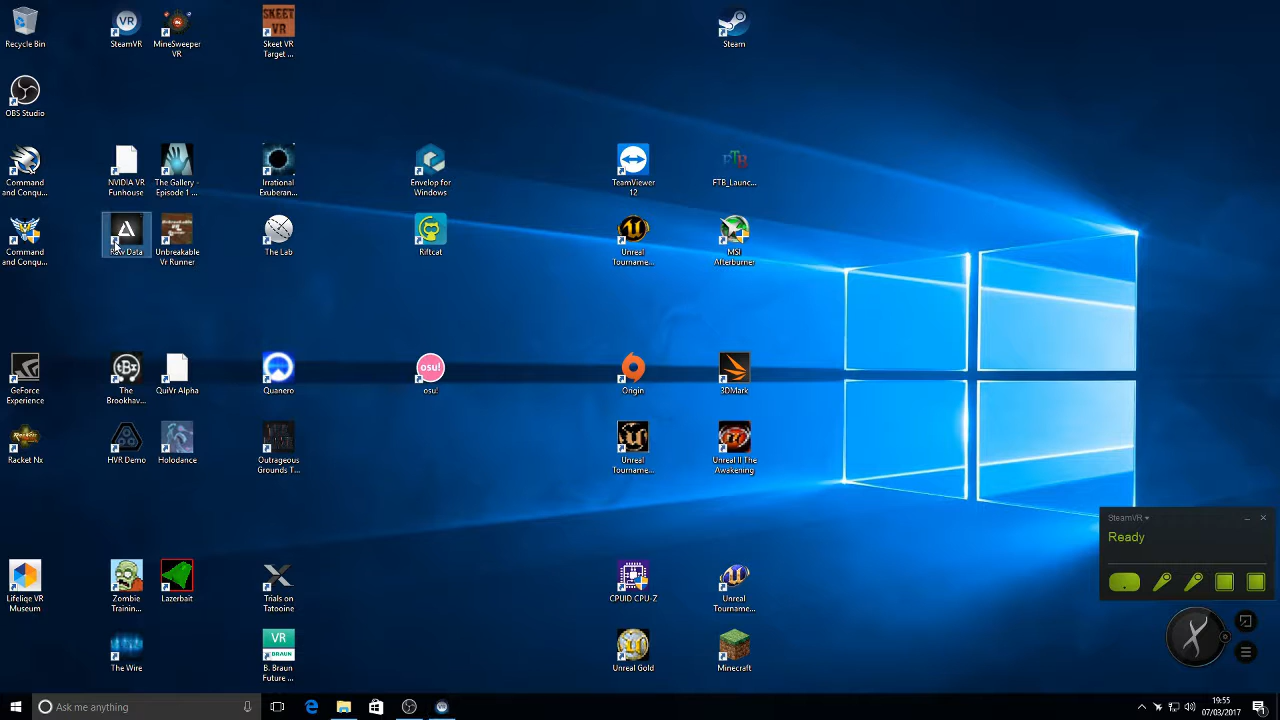 Recycle Bin
SteamVR
MineSweeper
VR
Skeet VR
Target ...
Steam
SKEET
VR
VR
OBS Studio
Command
and Conqu...
NVIDIA VR
Funhouse
The Gallery -
Episode 1 ...
Irrational
Exuberan...
Envelop for
Windows
TeamViewer
12
FTB
FTB_Launc...
Command
and Conqu...
Raw Data
Unbreakable
Vr Runner
The Lab
Riftcat
Unreal
Tourname...
MSI
Afterburner
GeForce
Experience
tBx
The
Brookhav...
QuiVr Alpha
Quanero
osu!
osu!
Origin
3DMark
Racket Nx
HVR Demo
Holodance
Outrageous
Grounds T...
Unreal
Tourname...
Unreal II The
Awakening
Lifeliqe VR
Museum
Zombie
Training...
Lazerbait
Trials on
Tatooine
CPUID CPU-Z
Unreal
Tourname...
The Wire
VR
BRAUN
B. Braun
Future ...
Unreal Gold
Minecraft
SteamVR
Ready
Ask me anything
19:55
07/03/2017